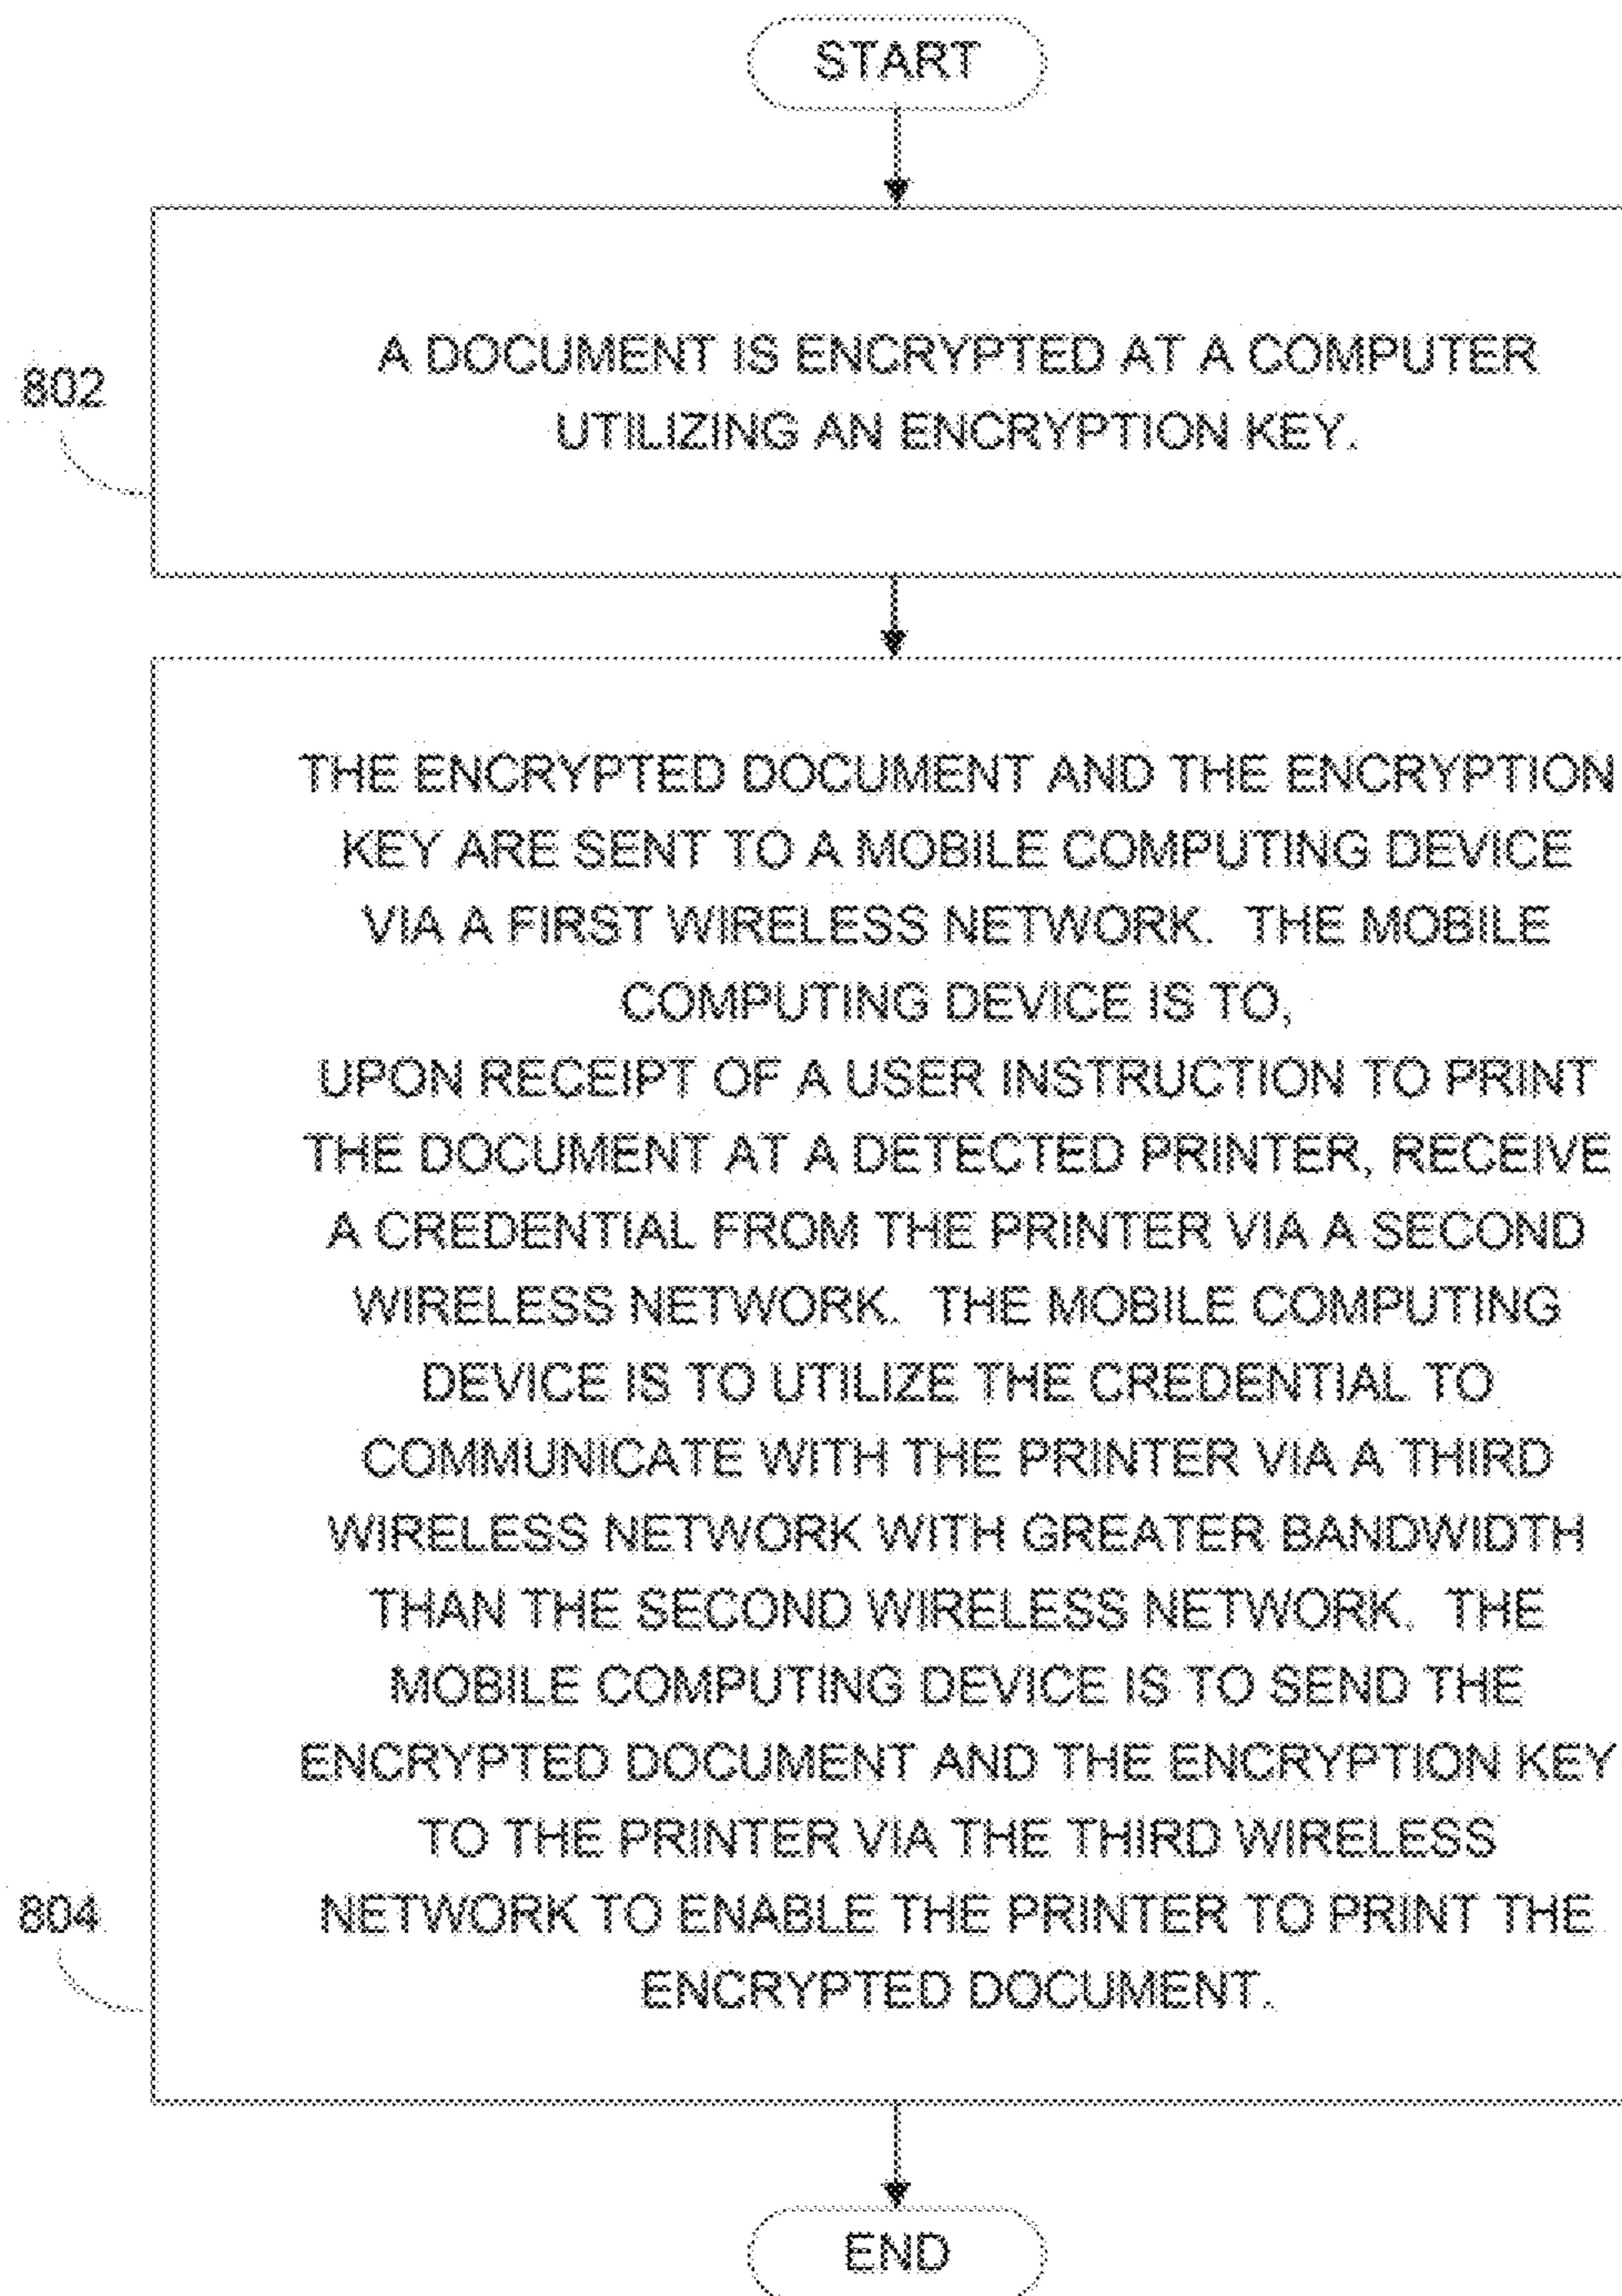 START
A DOCUMENT IS ENCRYPTED AT A COMPUTER
UTILIZING AN ENCRYPTION KEY.
802
THE ENCRYPTED DOCUMENT AND THE ENCRYPTION
KEY ARE SENT TO A MOBILE COMPUTING DEVICE
VIA A FIRST WIRELESS NETWORK. THE MOBILE
COMPUTING DEVICE IS TO,
UPON RECEIPT OF A USER INSTRUCTION TO PRINT
THE DOCUMENT AT A DETECTED PRINTER, RECEIVE
A CREDENTIAL FROM THE PRINTER VIA A SECOND
WIRELESS NETWORK. THE MOBILE COMPUTING
DEVICE IS TO UTILIZE THE CREDENTIAL TO
COMMUNICATE WITH THE PRINTER VIA A THIRD
WIRELESS NETWORK WITH GREATER BANDWIDTH
THAN THE SECOND WIRELESS NETWORK. THE
MOBILE COMPUTING DEVICE IS TO SEND THE
ENCRYPTED DOCUMENT AND THE ENCRYPTION KEY
TO THE PRINTER VIA THE THIRD WIRELESS
NETWORK TO ENABLE THE PRINTER TO PRINT THE
ENCRYPTED DOCUMENT.
804
END